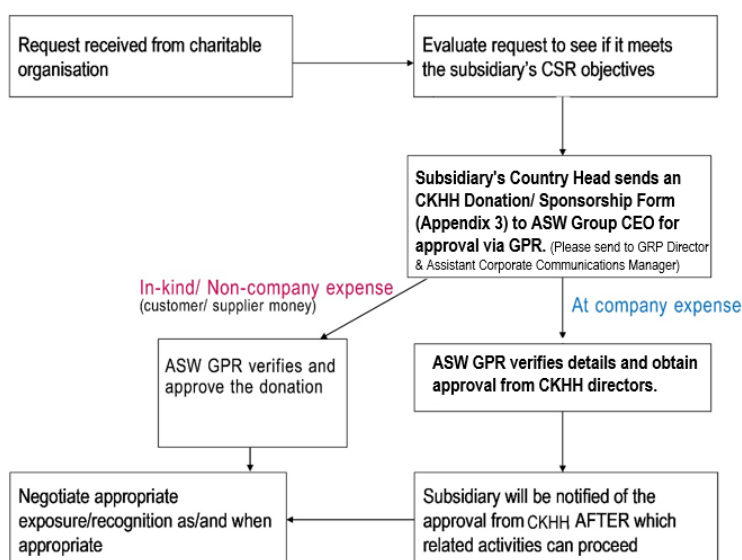 Request received from charitable
organisation
Evaluate request to see if it meets
the subsidiary's CSR objectives
Subsidiary's Country Head sends an
CKHH Donation/ Sponsorship Form
(Appendix 3) to ASW Group CEO for
approval via GPR. (Please send to GRP Director
& Assistant Corporate Communications Manager)
In-kind/ Non-company expense
(customer/ supplier money)
At company expense
ASW GPR verifies and
approve the donation
ASW GPR verifies details and obtain
approval from CKHH directors.
Negotiate appropriate
exposure/recognition as/and when
appropriate
Subsidiary will be notified of the
approval from CKHH AFTER which
related activities can proceed